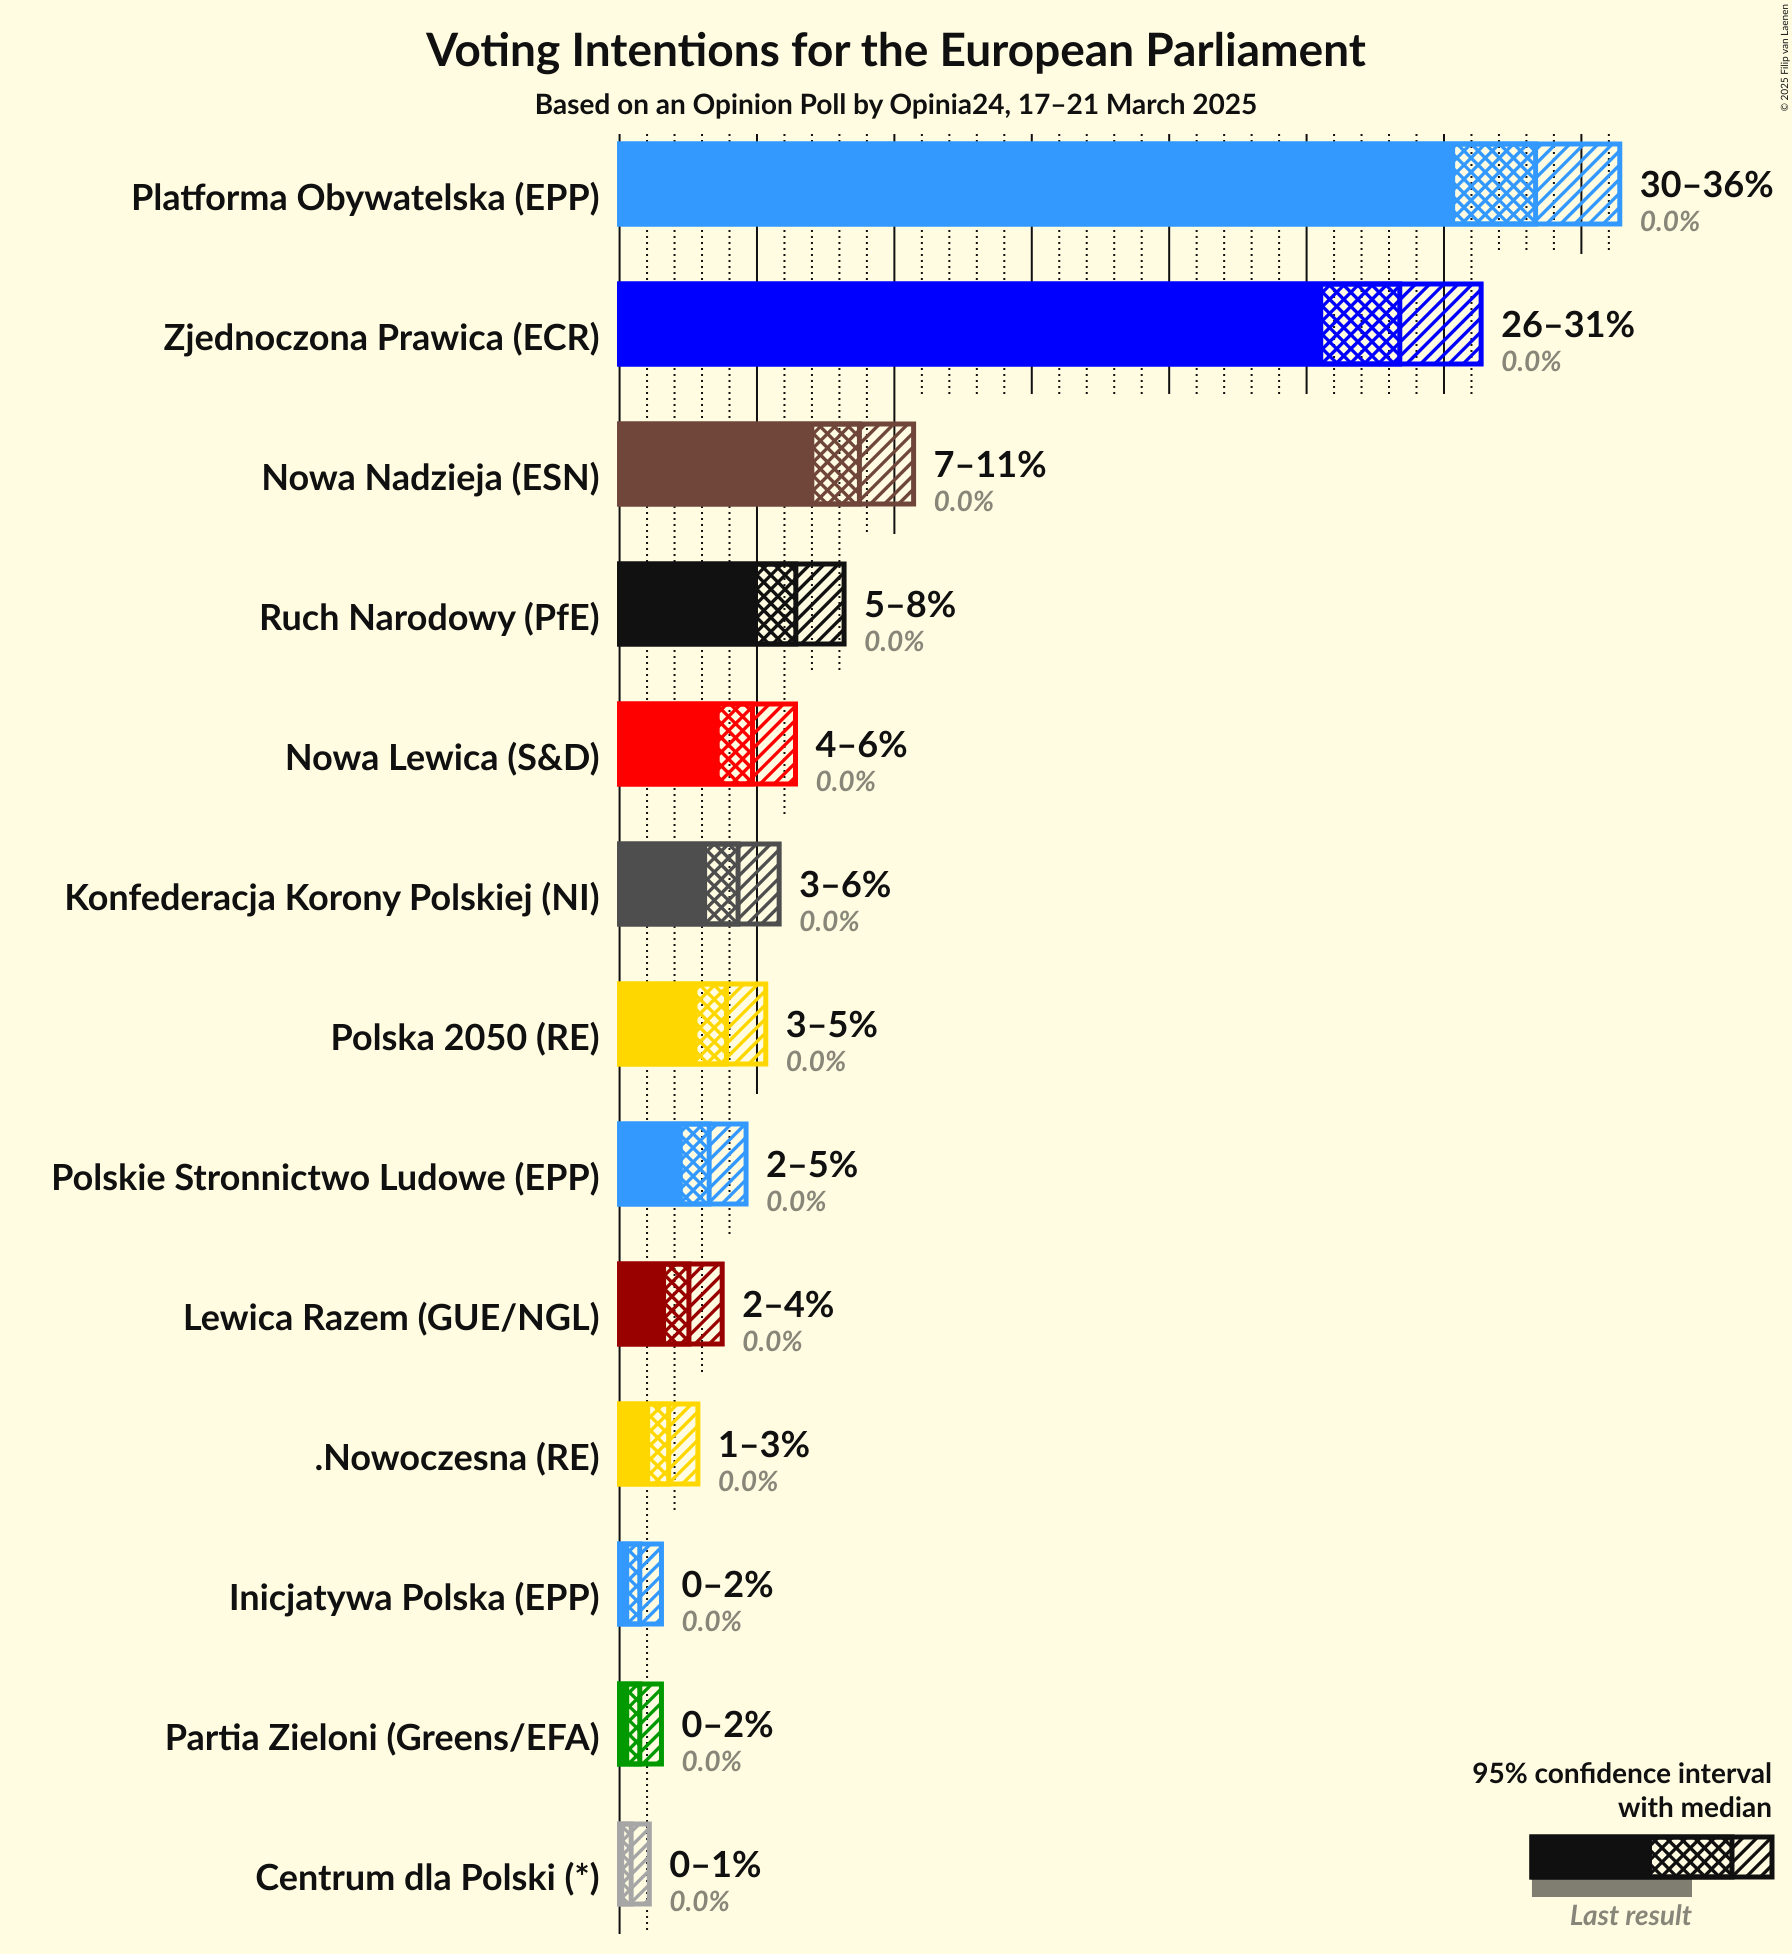 Voting Intentions for the European Parliament
Based on an Opinion Poll by Opinia24, 17–21 March 2025
© 2025 Filip van Laenen
Platforma Obywatelska (EPP)
30–36%
0.0%
Zjednoczona Prawica (ECR)
26–31%
0.0%
Nowa Nadzieja (ESN)
7–11%
0.0%
Ruch Narodowy (PfE)
5–8%
0.0%
Nowa Lewica (S&D)
4–6%
0.0%
Konfederacja Korony Polskiej (NI)
3–6%
0.0%
Polska 2050 (RE)
3–5%
0.0%
Polskie Stronnictwo Ludowe (EPP)
2–5%
0.0%
Lewica Razem (GUE/NGL)
2–4%
0.0%
.Nowoczesna (RE)
1–3%
0.0%
Inicjatywa Polska (EPP)
0–2%
0.0%
Partia Zieloni (Greens/EFA)
0–2%
0.0%
Centrum dla Polski (*)
0–1%
0.0%
95% confidence interval
with median
Last result